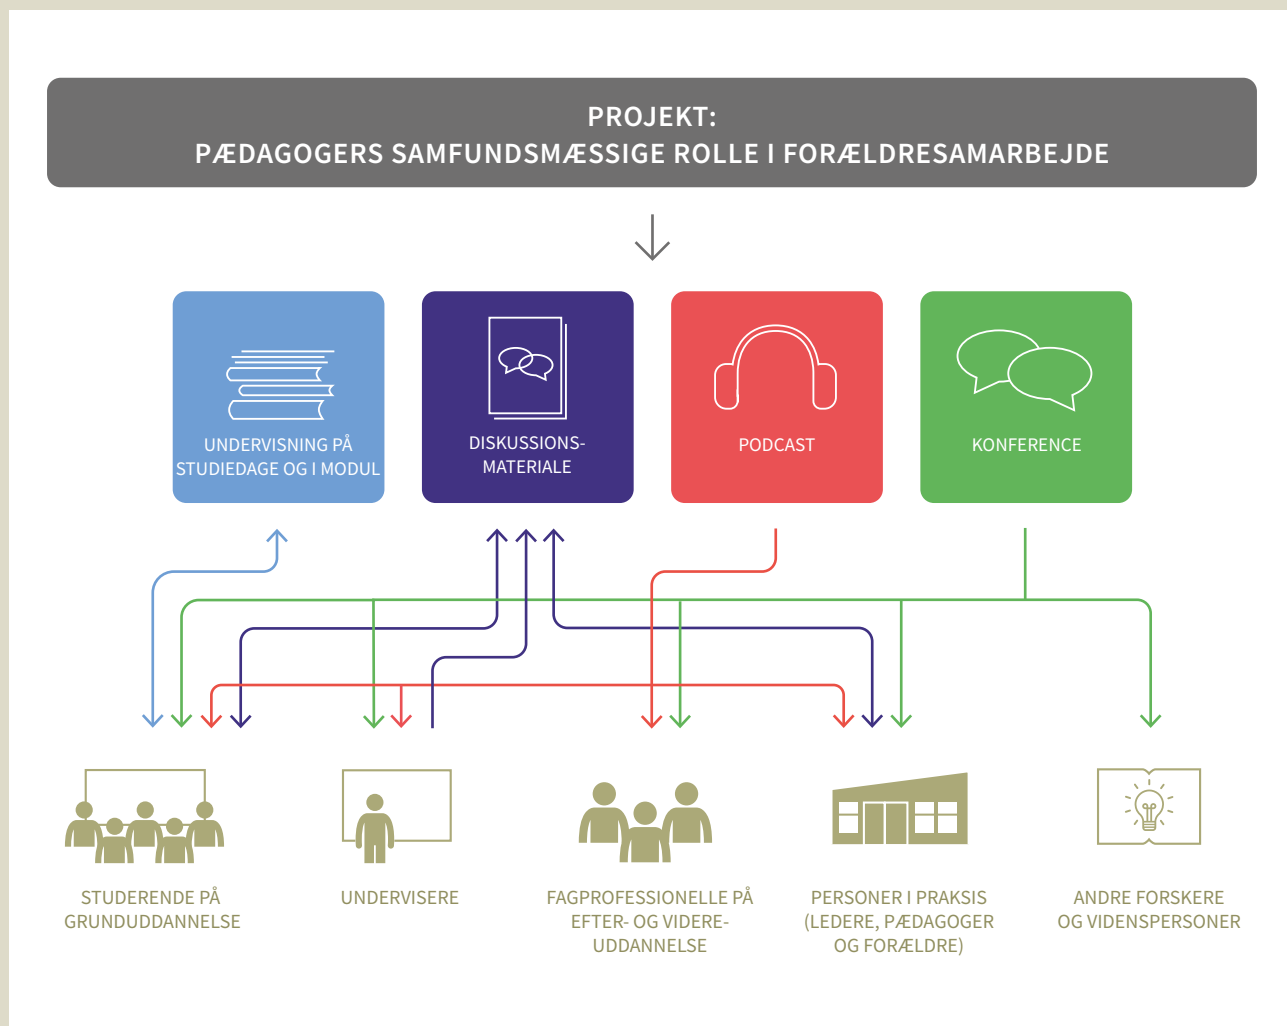 PROJEKT:
PÆDAGOGERS SAMFUNDSMÆSSIGE ROLLE I FORÆLDRESAMARBEJDE
UNDERVISNING PÅ
STUDIEDAGE OG I MODUL
DISKUSSIONS-
MATERIALE
PODCAST
KONFERENCE
STUDERENDE PÅ
GRUNDUDDANNELSE
UNDERVISERE
FAGPROFESSIONELLE PÅ
EFTER- OG VIDERE-
UDDANNELSE
PERSONER I PRAKSIS
(LEDERE, PÆDAGOGER
OG FORÆLDRE)
ANDRE FORSKERE
OG VIDENSPERSONER